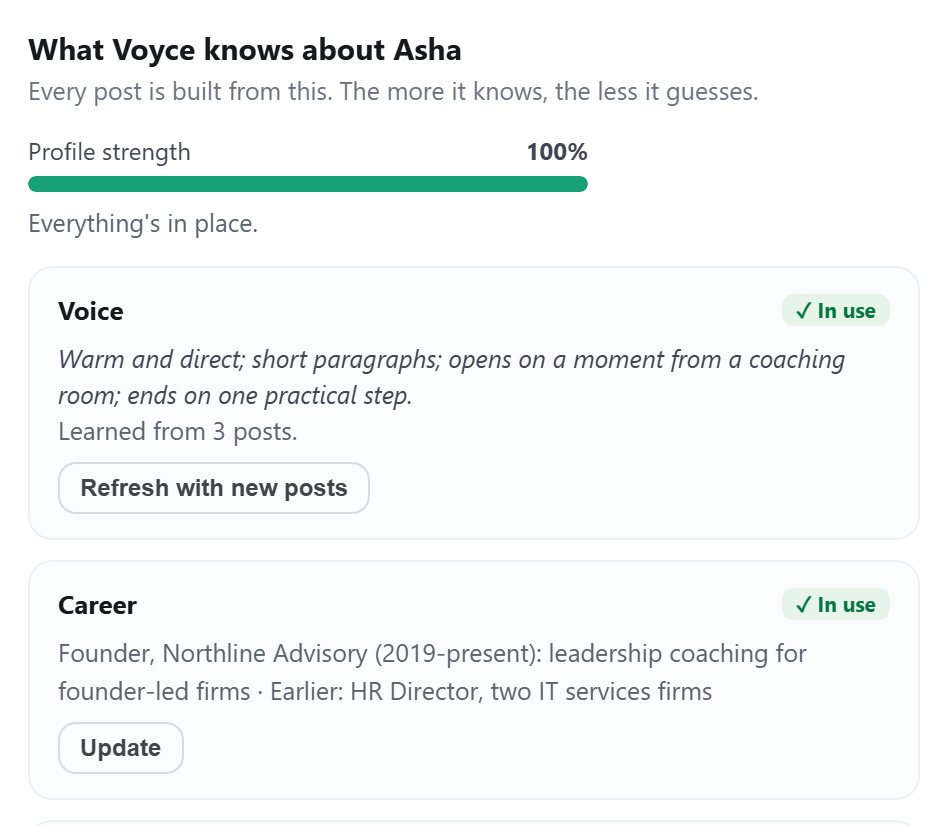 What Voyce knows about Asha
Every post is built from this. The more it knows, the less it guesses.
Profile strength 100%
Everything's in place.
Voice ✓ In use
Warm and direct; short paragraphs; opens on a moment from a coaching
room; ends on one practical step.
Learned from 3 posts.
Refresh with new posts
Career ✓ In use
Founder, Northline Advisory (2019-present): leadership coaching for
founder-led firms · Earlier: HR Director, two IT services firms
Update